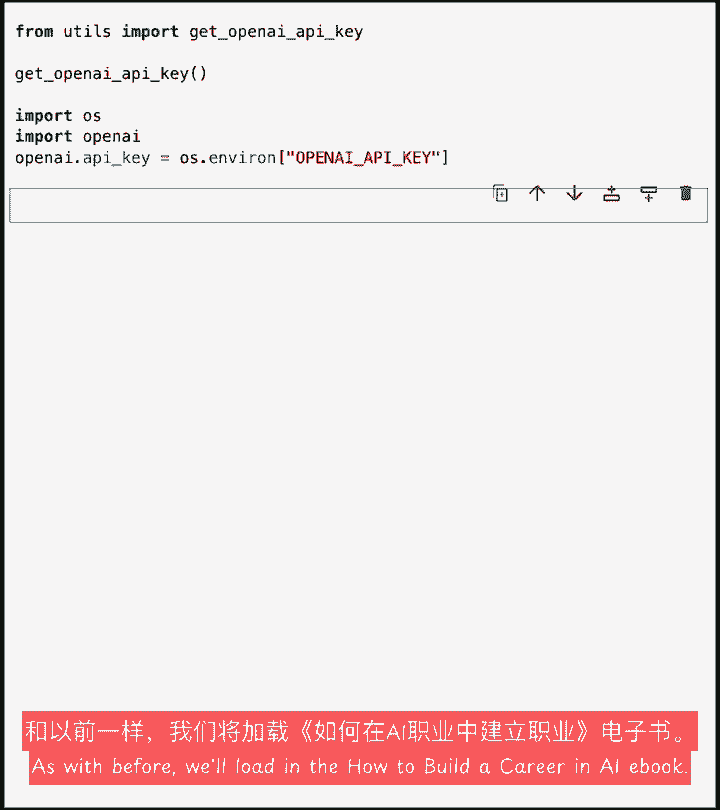 from utils import get_openai_api_key
get_openai_api_key()
import os
import openai
openai.api_key = os.environ["OPENAI_API_KEY"]
和以前一样，我们将加载《如何在AI职业中建立职业》电子书。
As with before, we'll load in the How to Build a Career in AI ebook.